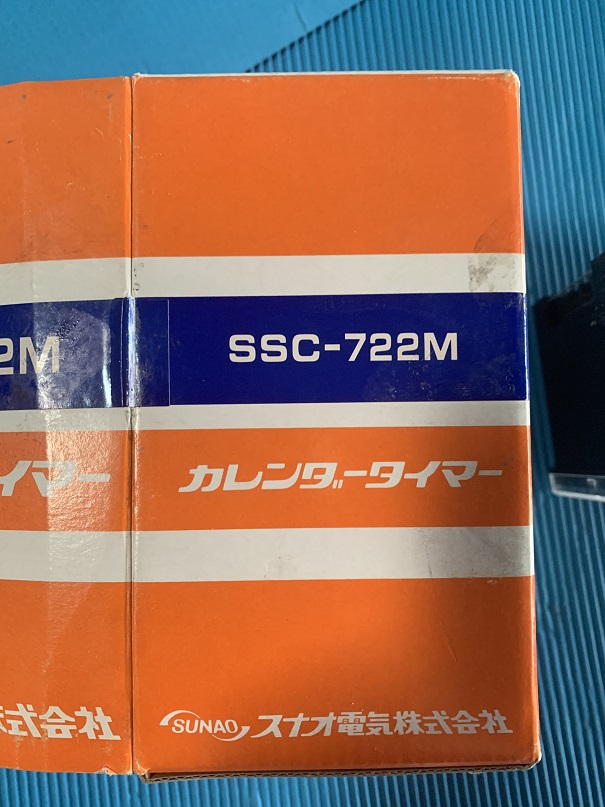 SSC-722M
カレンダータイマー
SUNAO スナオ電気株式会社
2M
イマー
式会社